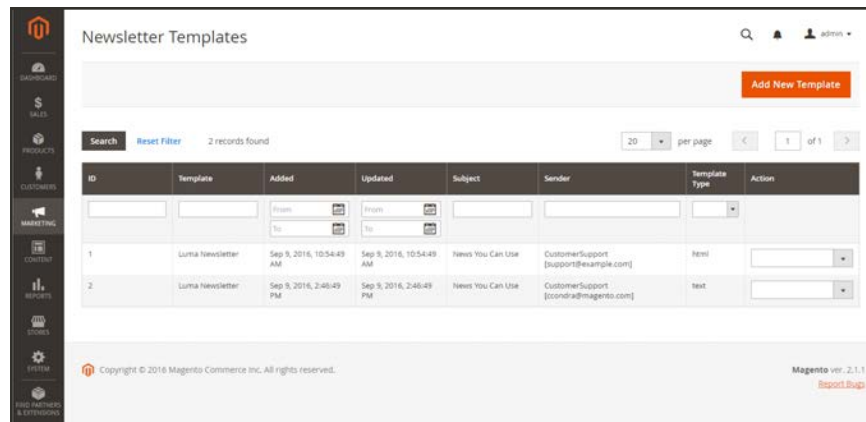 Newsletter Templates
admin
Add New Template
Search Reset Filter 2 records found 20 per page 1 of 1
ID Template Added Updated Subject Sender Template Type Action
From From
To To
1 Luma Newsletter Sep 9, 2016, 10:54:49 AM Sep 9, 2016, 10:54:49 AM News You Can Use CustomerSupport [support@example.com] html
2 Luma Newsletter Sep 9, 2016, 2:46:49 PM Sep 9, 2016, 2:46:49 PM News You Can Use CustomerSupport [ccondra@magento.com] text
DASHBOARD
SALES
PRODUCTS
CUSTOMERS
MARKETING
CONTENT
REPORTS
STORES
SYSTEM
FIND PARTNERS
& EXTENSIONS
Copyright © 2016 Magento Commerce Inc. All rights reserved.
Magento ver. 2.1.1
Report Bugs